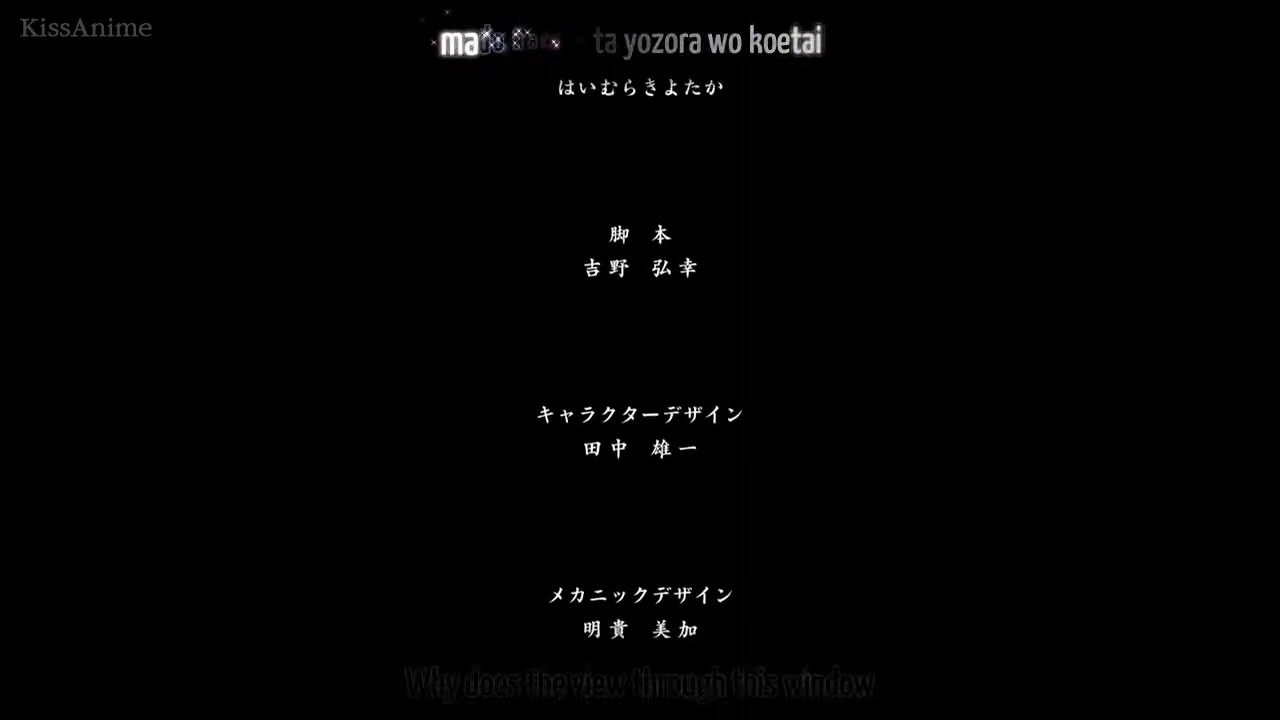 KissAnime
ta yozora wo koetai
はいむらきよたか
脚 本
吉野 弘幸
キャラクターデザイン
田中 雄一
メカニックデザイン
明貴 美加
Why does the view through this window